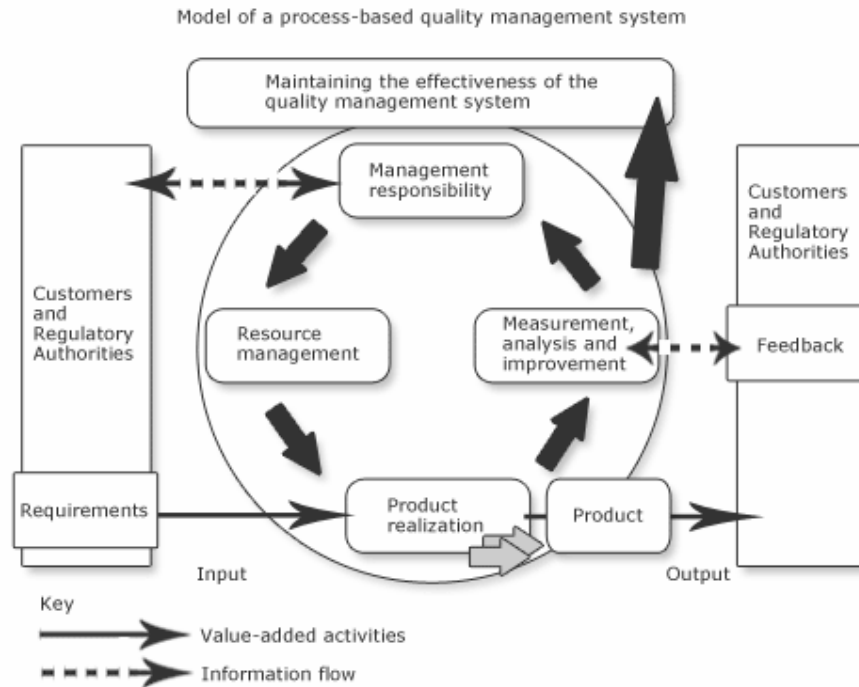 Model of a process-based quality management system
Maintaining the effectiveness of the
quality management system
Management
responsibility
Customers
and
Regulatory
Authorities
Customers
and
Regulatory
Authorities
Resource
management
Measurement,
analysis and
improvement
Feedback
Requirements
Product
realization
Product
Input
Output
Key
Value-added activities
Information flow